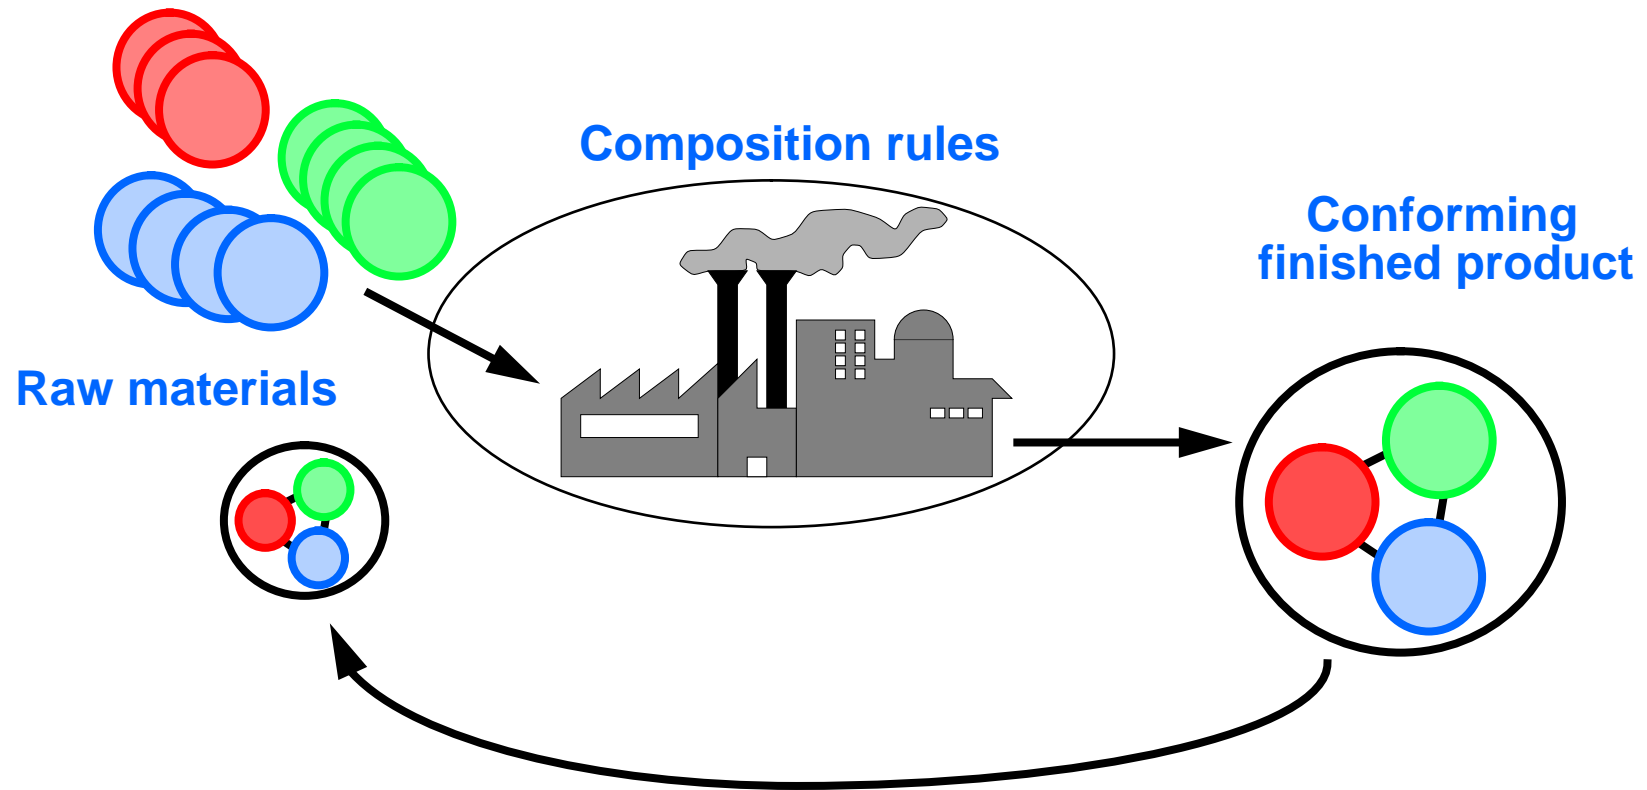 Composition rules
Conforming
finished product
Raw materials